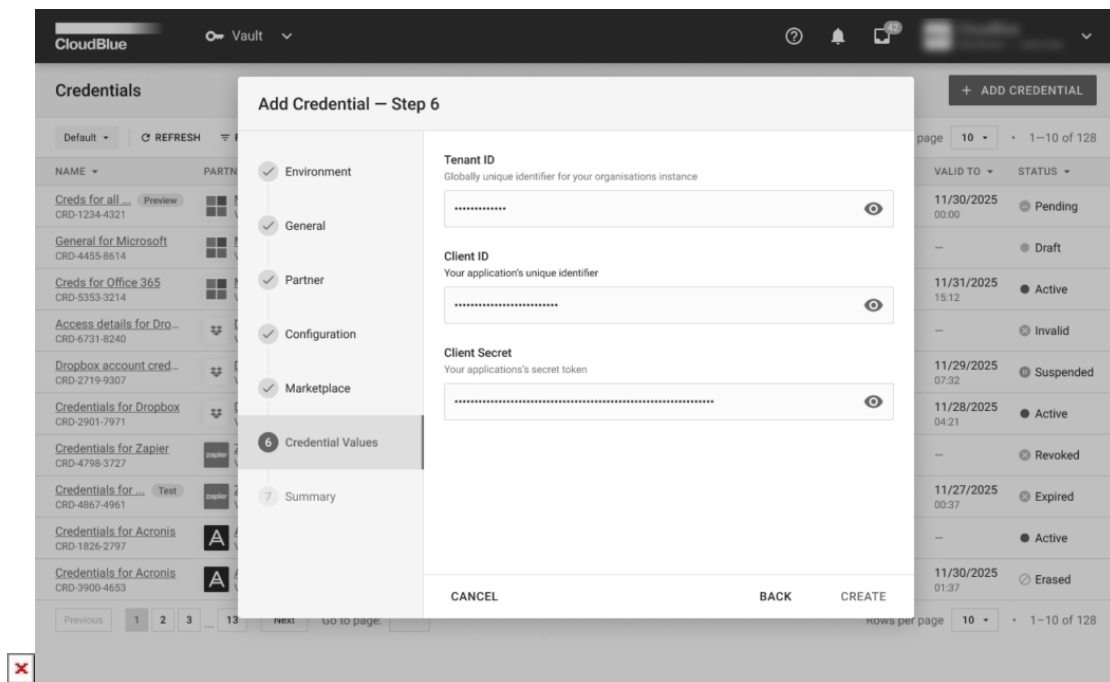 CloudBlue
Vault
42
Credentials
+ ADD CREDENTIAL
Default
REFRESH
page 10 • 1–10 of 128
NAME
VALID TO
STATUS
Creds for all ... Preview
CRD-1234-4321
11/30/2025
00:00
Pending
General for Microsoft
CRD-4455-8614
–
Draft
Creds for Office 365
CRD-5353-3214
11/31/2025
15:12
Active
Access details for Dro...
CRD-6731-8240
–
Invalid
Dropbox account cred...
CRD-2719-9307
11/29/2025
07:32
Suspended
Credentials for Dropbox
CRD-2901-7971
11/28/2025
04:21
Active
Credentials for Zapier
CRD-4798-3727
zapier
–
Revoked
Credentials for ... Test
CRD-4867-4961
zapier
11/27/2025
00:37
Expired
Credentials for Acronis
CRD-1826-2797
–
Active
Credentials for Acronis
CRD-3900-4653
11/30/2025
01:37
Erased
Previous 1 2 3 ... 13 Next Go to page:
Rows per page 10 • 1–10 of 128
Add Credential — Step 6
Environment
General
Partner
Configuration
Marketplace
6 Credential Values
7 Summary
Tenant ID
Globally unique identifier for your organisations instance
Client ID
Your application's unique identifier
Client Secret
Your applications's secret token
CANCEL
BACK
CREATE